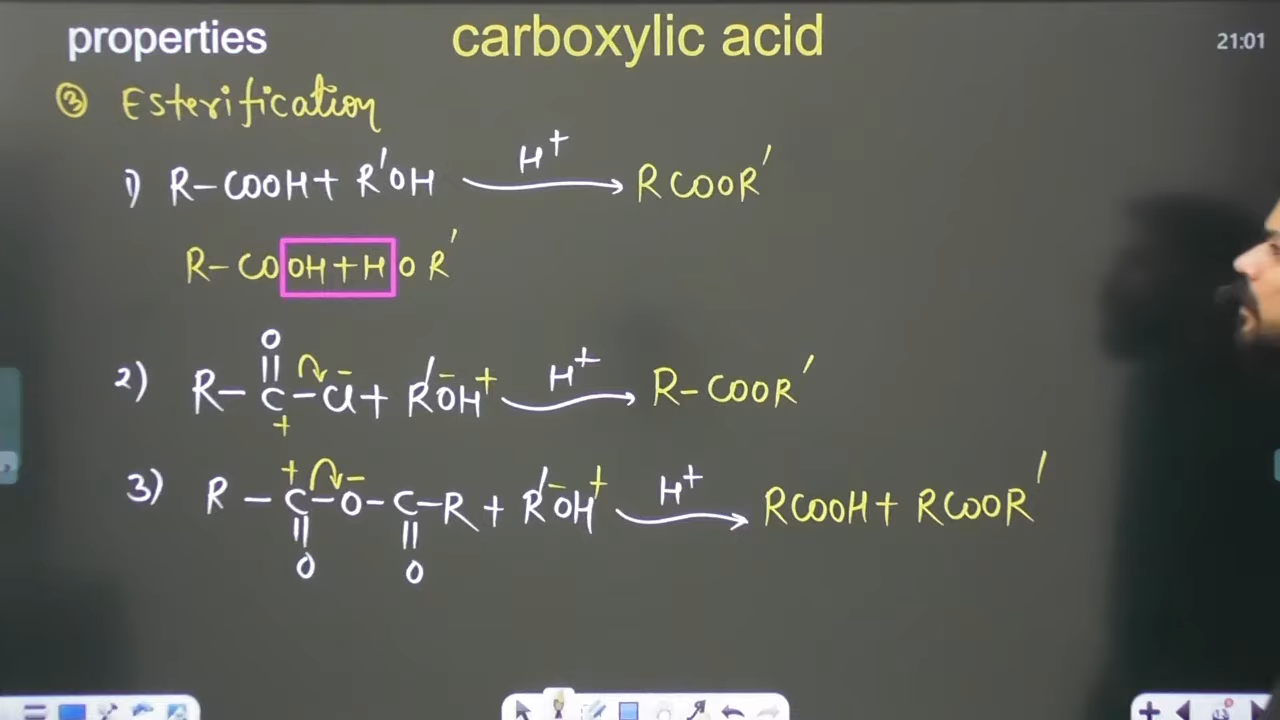 properties carboxylic acid 21:01
③ Esterification
1) R-COOH + R'OH H⁺ → RCOOR'
R-COOH+HOR'
O
||
2) R-C-Cl + R'OH H⁺ → R-COOR'
+ - - +
3) R-C-O-C-R + R'OH H⁺ → RCOOH + RCOOR'
+ - - +
|| ||
O O